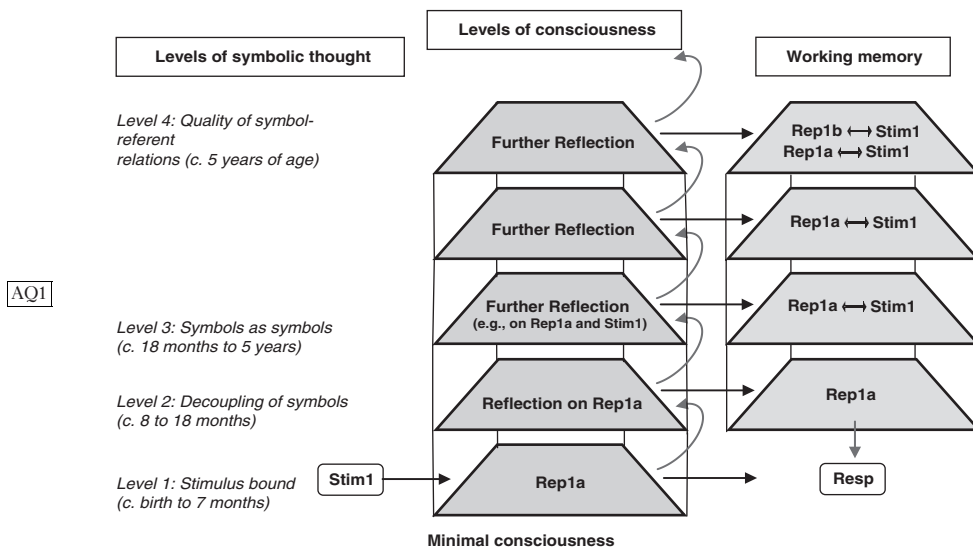 Levels of consciousness
Levels of symbolic thought
Working memory
Level 4: Quality of symbol-
referent
relations (c. 5 years of age)
Further Reflection
Rep1b ⟷ Stim1
Rep1a ⟷ Stim1
Further Reflection
Rep1a ⟷ Stim1
AQ1
Level 3: Symbols as symbols
(c. 18 months to 5 years)
Further Reflection
(e.g., on Rep1a and Stim1)
Rep1a ⟷ Stim1
Level 2: Decoupling of symbols
(c. 8 to 18 months)
Reflection on Rep1a
Rep1a
Level 1: Stimulus bound
(c. birth to 7 months)
Stim1
Rep1a
Resp
Minimal consciousness